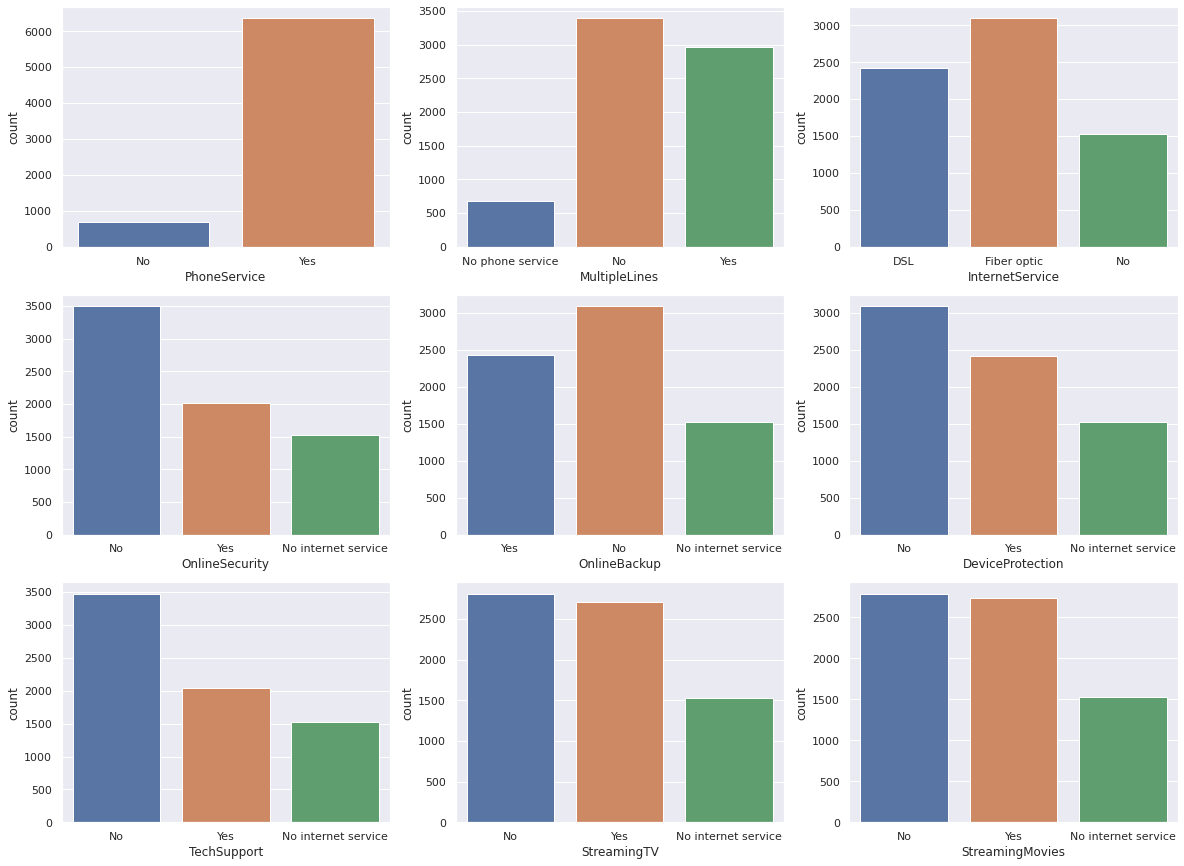 6000
5000
4000
3000
2000
1000
0
count
No Yes
PhoneService
3500
3000
2500
2000
1500
1000
500
0
count
No phone service No Yes
MultipleLines
3000
2500
2000
1500
1000
500
0
count
DSL Fiber optic No
InternetService
3500
3000
2500
2000
1500
1000
500
0
count
No Yes No internet service
OnlineSecurity
3000
2500
2000
1500
1000
500
0
count
Yes No No internet service
OnlineBackup
3000
2500
2000
1500
1000
500
0
count
No Yes No internet service
DeviceProtection
3500
3000
2500
2000
1500
1000
500
0
count
No Yes No internet service
TechSupport
2500
2000
1500
1000
500
0
count
No Yes No internet service
StreamingTV
2500
2000
1500
1000
500
0
count
No Yes No internet service
StreamingMovies